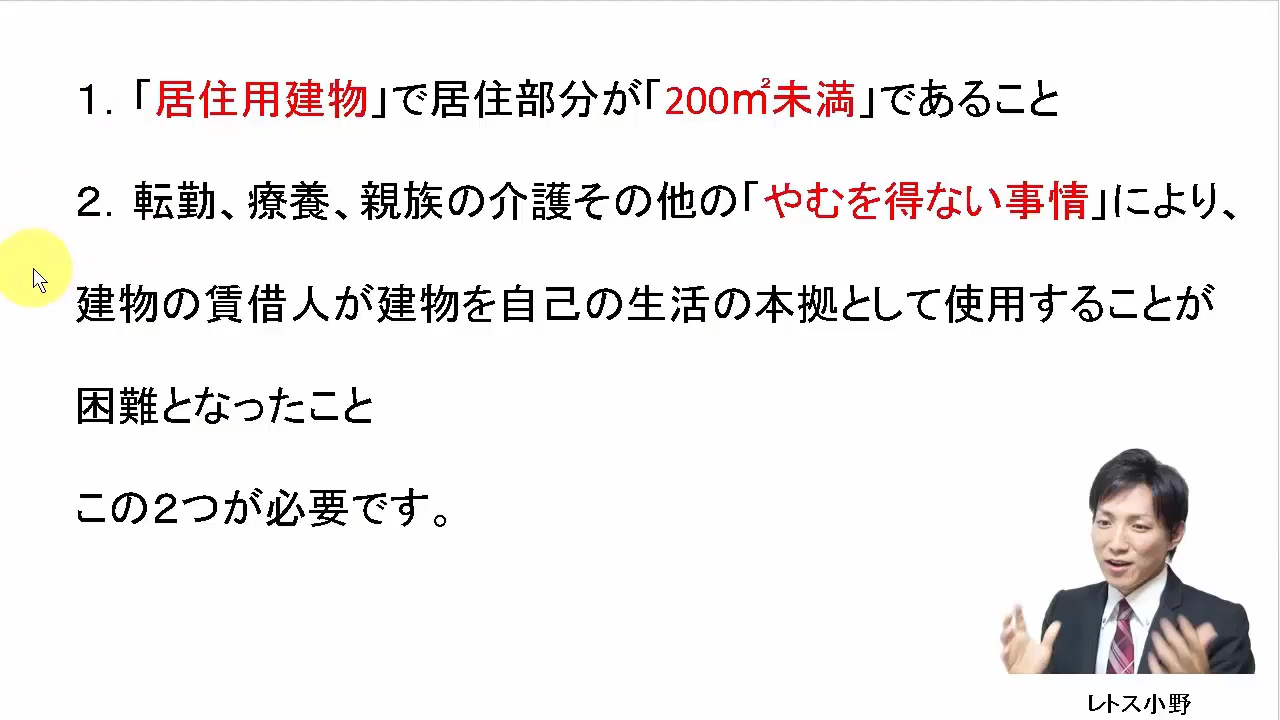 １．「居住用建物」で居住部分が「200㎡未満」であること
２．転勤、療養、親族の介護その他の「やむを得ない事情」により、
建物の賃借人が建物を自己の生活の本拠として使用することが
困難となったこと
この２つが必要です。
レトス小野